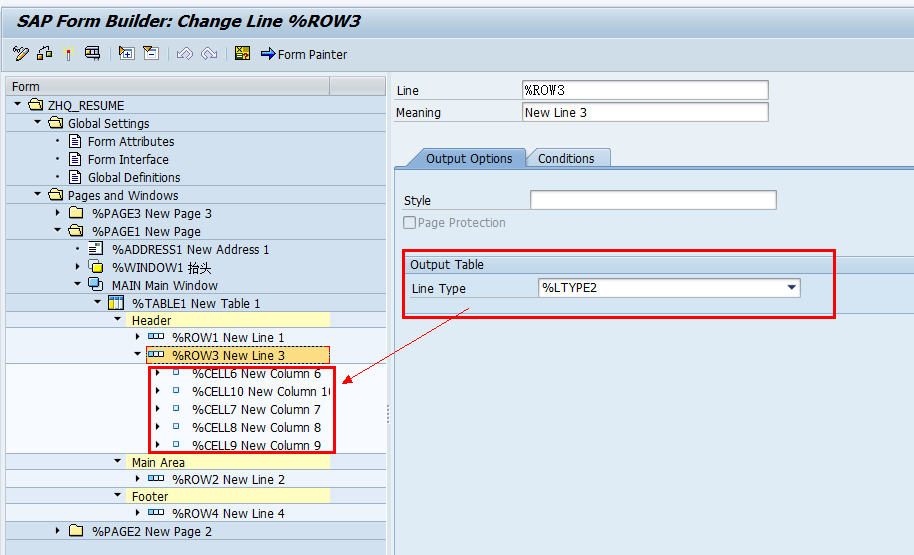 SAP Form Builder: Change Line %ROW3
Form Painter
Form
ZHQ_RESUME
Global Settings
Form Attributes
Form Interface
Global Definitions
Pages and Windows
%PAGE3 New Page 3
%PAGE1 New Page
%ADDRESS1 New Address 1
%WINDOW1 抬头
MAIN Main Window
%TABLE1 New Table 1
Header
%ROW1 New Line 1
%ROW3 New Line 3
%CELL6 New Column 6
%CELL10 New Column 10
%CELL7 New Column 7
%CELL8 New Column 8
%CELL9 New Column 9
Main Area
%ROW2 New Line 2
Footer
%ROW4 New Line 4
%PAGE2 New Page 2
Line %ROW3
Meaning New Line 3
Output Options Conditions
Style
Page Protection
Output Table
Line Type %LTYPE2